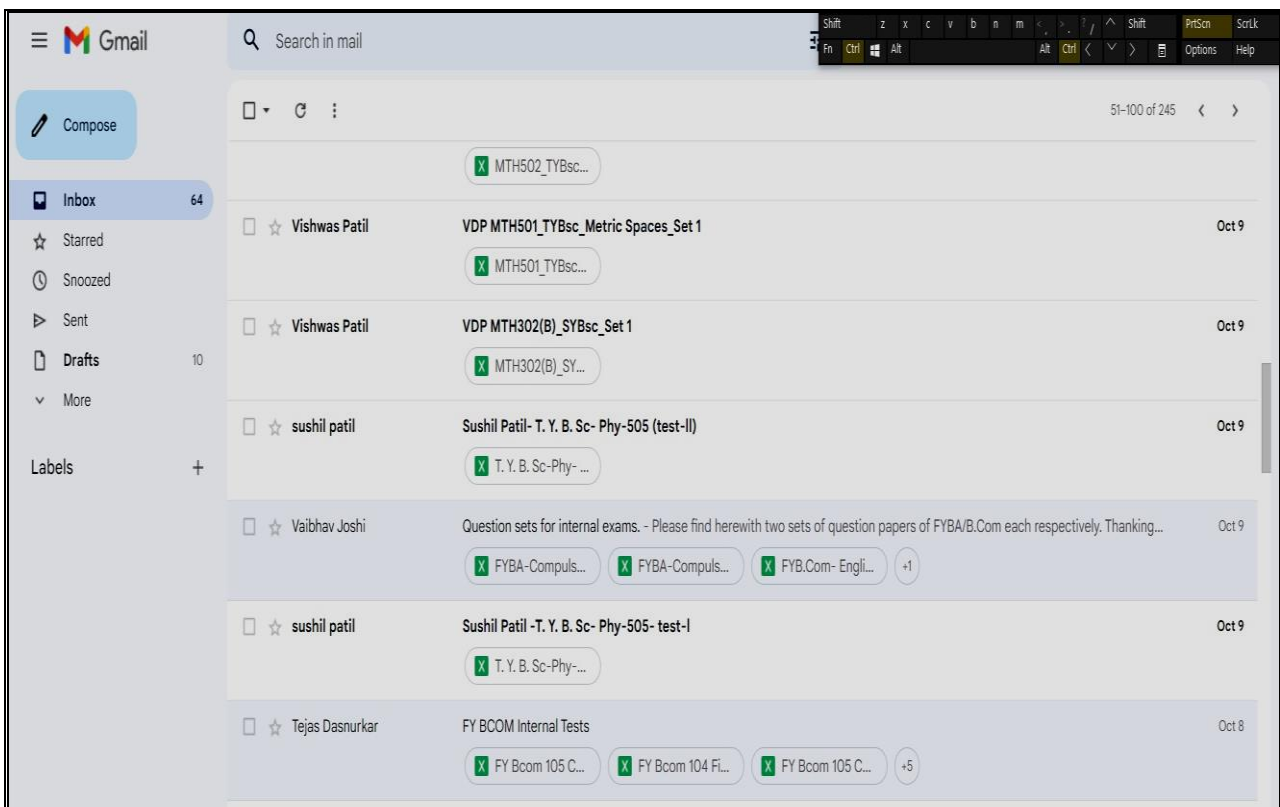 Gmail
Search in mail
Shift z x c v b n m < , > . ? / Shift PrtScn ScrLk
Fn Ctrl Alt Alt Ctrl Options Help
Compose
51–100 of 245
MTH502_TYBsc...
Inbox 64
Vishwas Patil VDP MTH501_TYBsc_Metric Spaces_Set 1 Oct 9
Starred
MTH501_TYBsc...
Snoozed
Sent
Vishwas Patil VDP MTH302(B)_SYBsc_Set 1 Oct 9
Drafts 10
MTH302(B)_SY...
More
sushil patil Sushil Patil- T. Y. B. Sc- Phy-505 (test-II) Oct 9
Labels +
T. Y. B. Sc-Phy- ...
Vaibhav Joshi Question sets for internal exams. - Please find herewith two sets of question papers of FYBA/B.Com each respectively. Thanking... Oct 9
FYBA-Compuls... FYBA-Compuls... FYB.Com- Engli... +1
sushil patil Sushil Patil -T. Y. B. Sc- Phy-505- test-I Oct 9
T. Y. B. Sc-Phy-...
Tejas Dasnurkar FY BCOM Internal Tests Oct 8
FY Bcom 105 C... FY Bcom 104 Fi... FY Bcom 105 C... +5